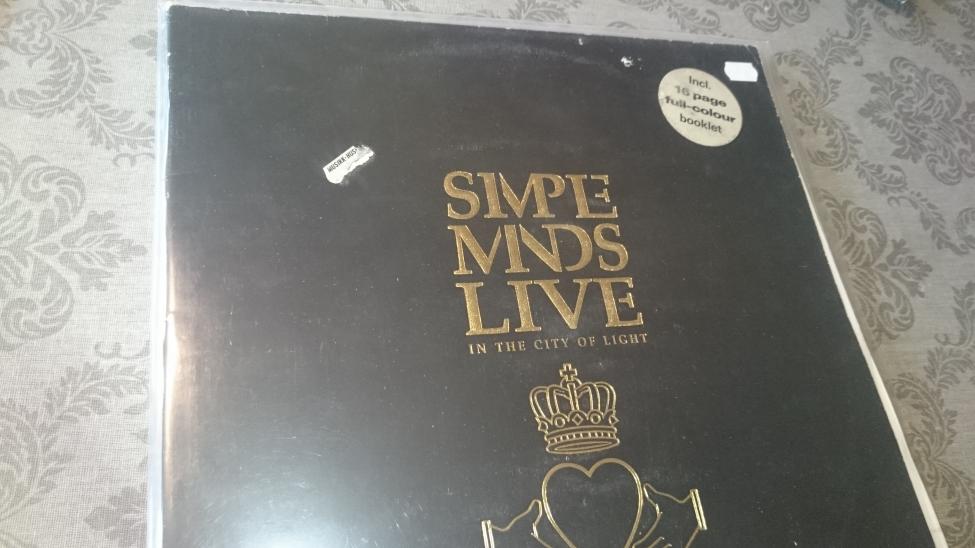 Incl.
16 page
full-colour
booklet
SIMPLE
MINDS
LIVE
IN THE CITY OF LIGHT